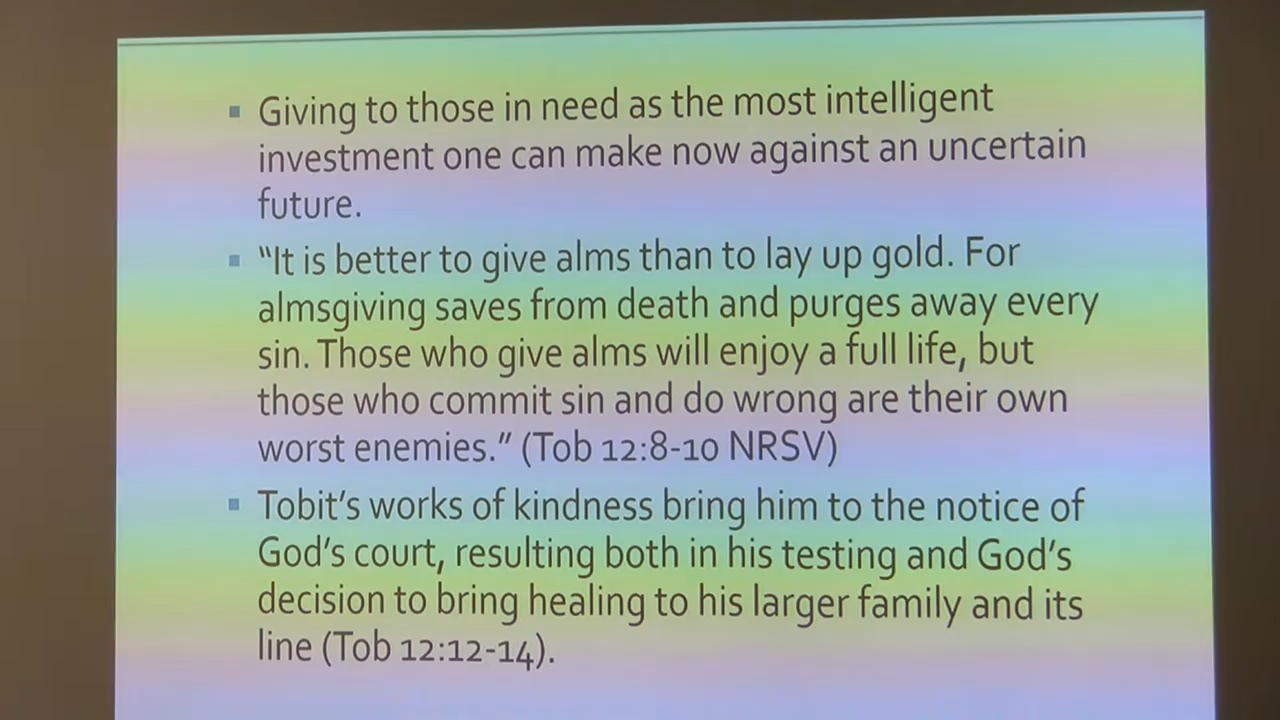 ▪ Giving to those in need as the most intelligent
investment one can make now against an uncertain
future.
▪ “It is better to give alms than to lay up gold. For
almsgiving saves from death and purges away every
sin. Those who give alms will enjoy a full life, but
those who commit sin and do wrong are their own
worst enemies.” (Tob 12:8-10 NRSV)
▪ Tobit’s works of kindness bring him to the notice of
God’s court, resulting both in his testing and God’s
decision to bring healing to his larger family and its
line (Tob 12:12-14).